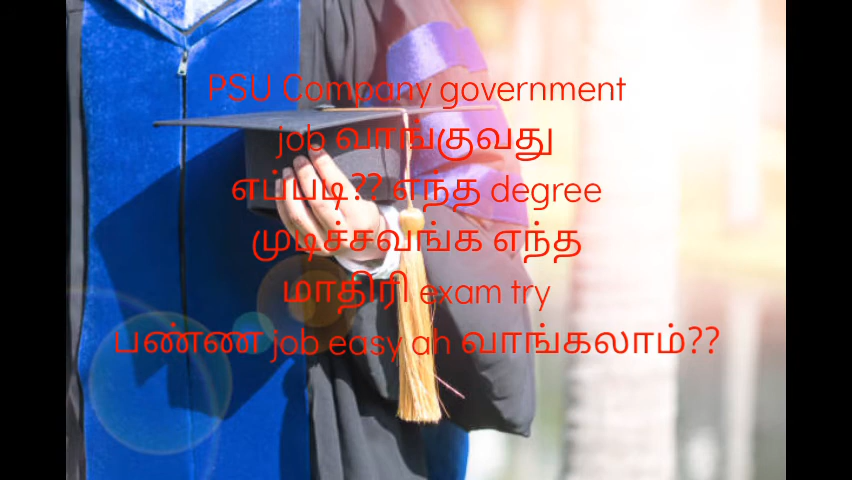 PSU Company government
job வாங்குவது
எப்படி?? எந்த degree
முடிச்சவங்க எந்த
மாதிரி exam try
பண்ண job easy ah வாங்கலாம்??